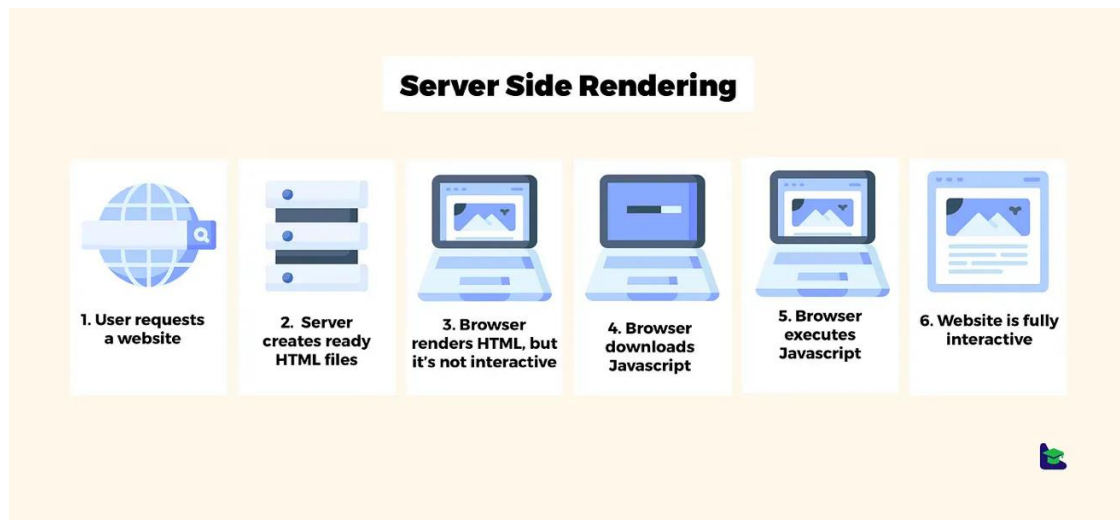 Server Side Rendering
1. User requests
a website
2. Server
creates ready
HTML files
3. Browser
renders HTML, but
it's not interactive
4. Browser
downloads
Javascript
5. Browser
executes
Javascript
6. Website is fully
interactive